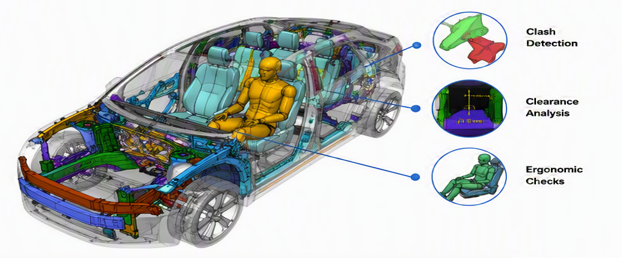 Clash
Detection
Clearance
Analysis
Ergonomic
Checks